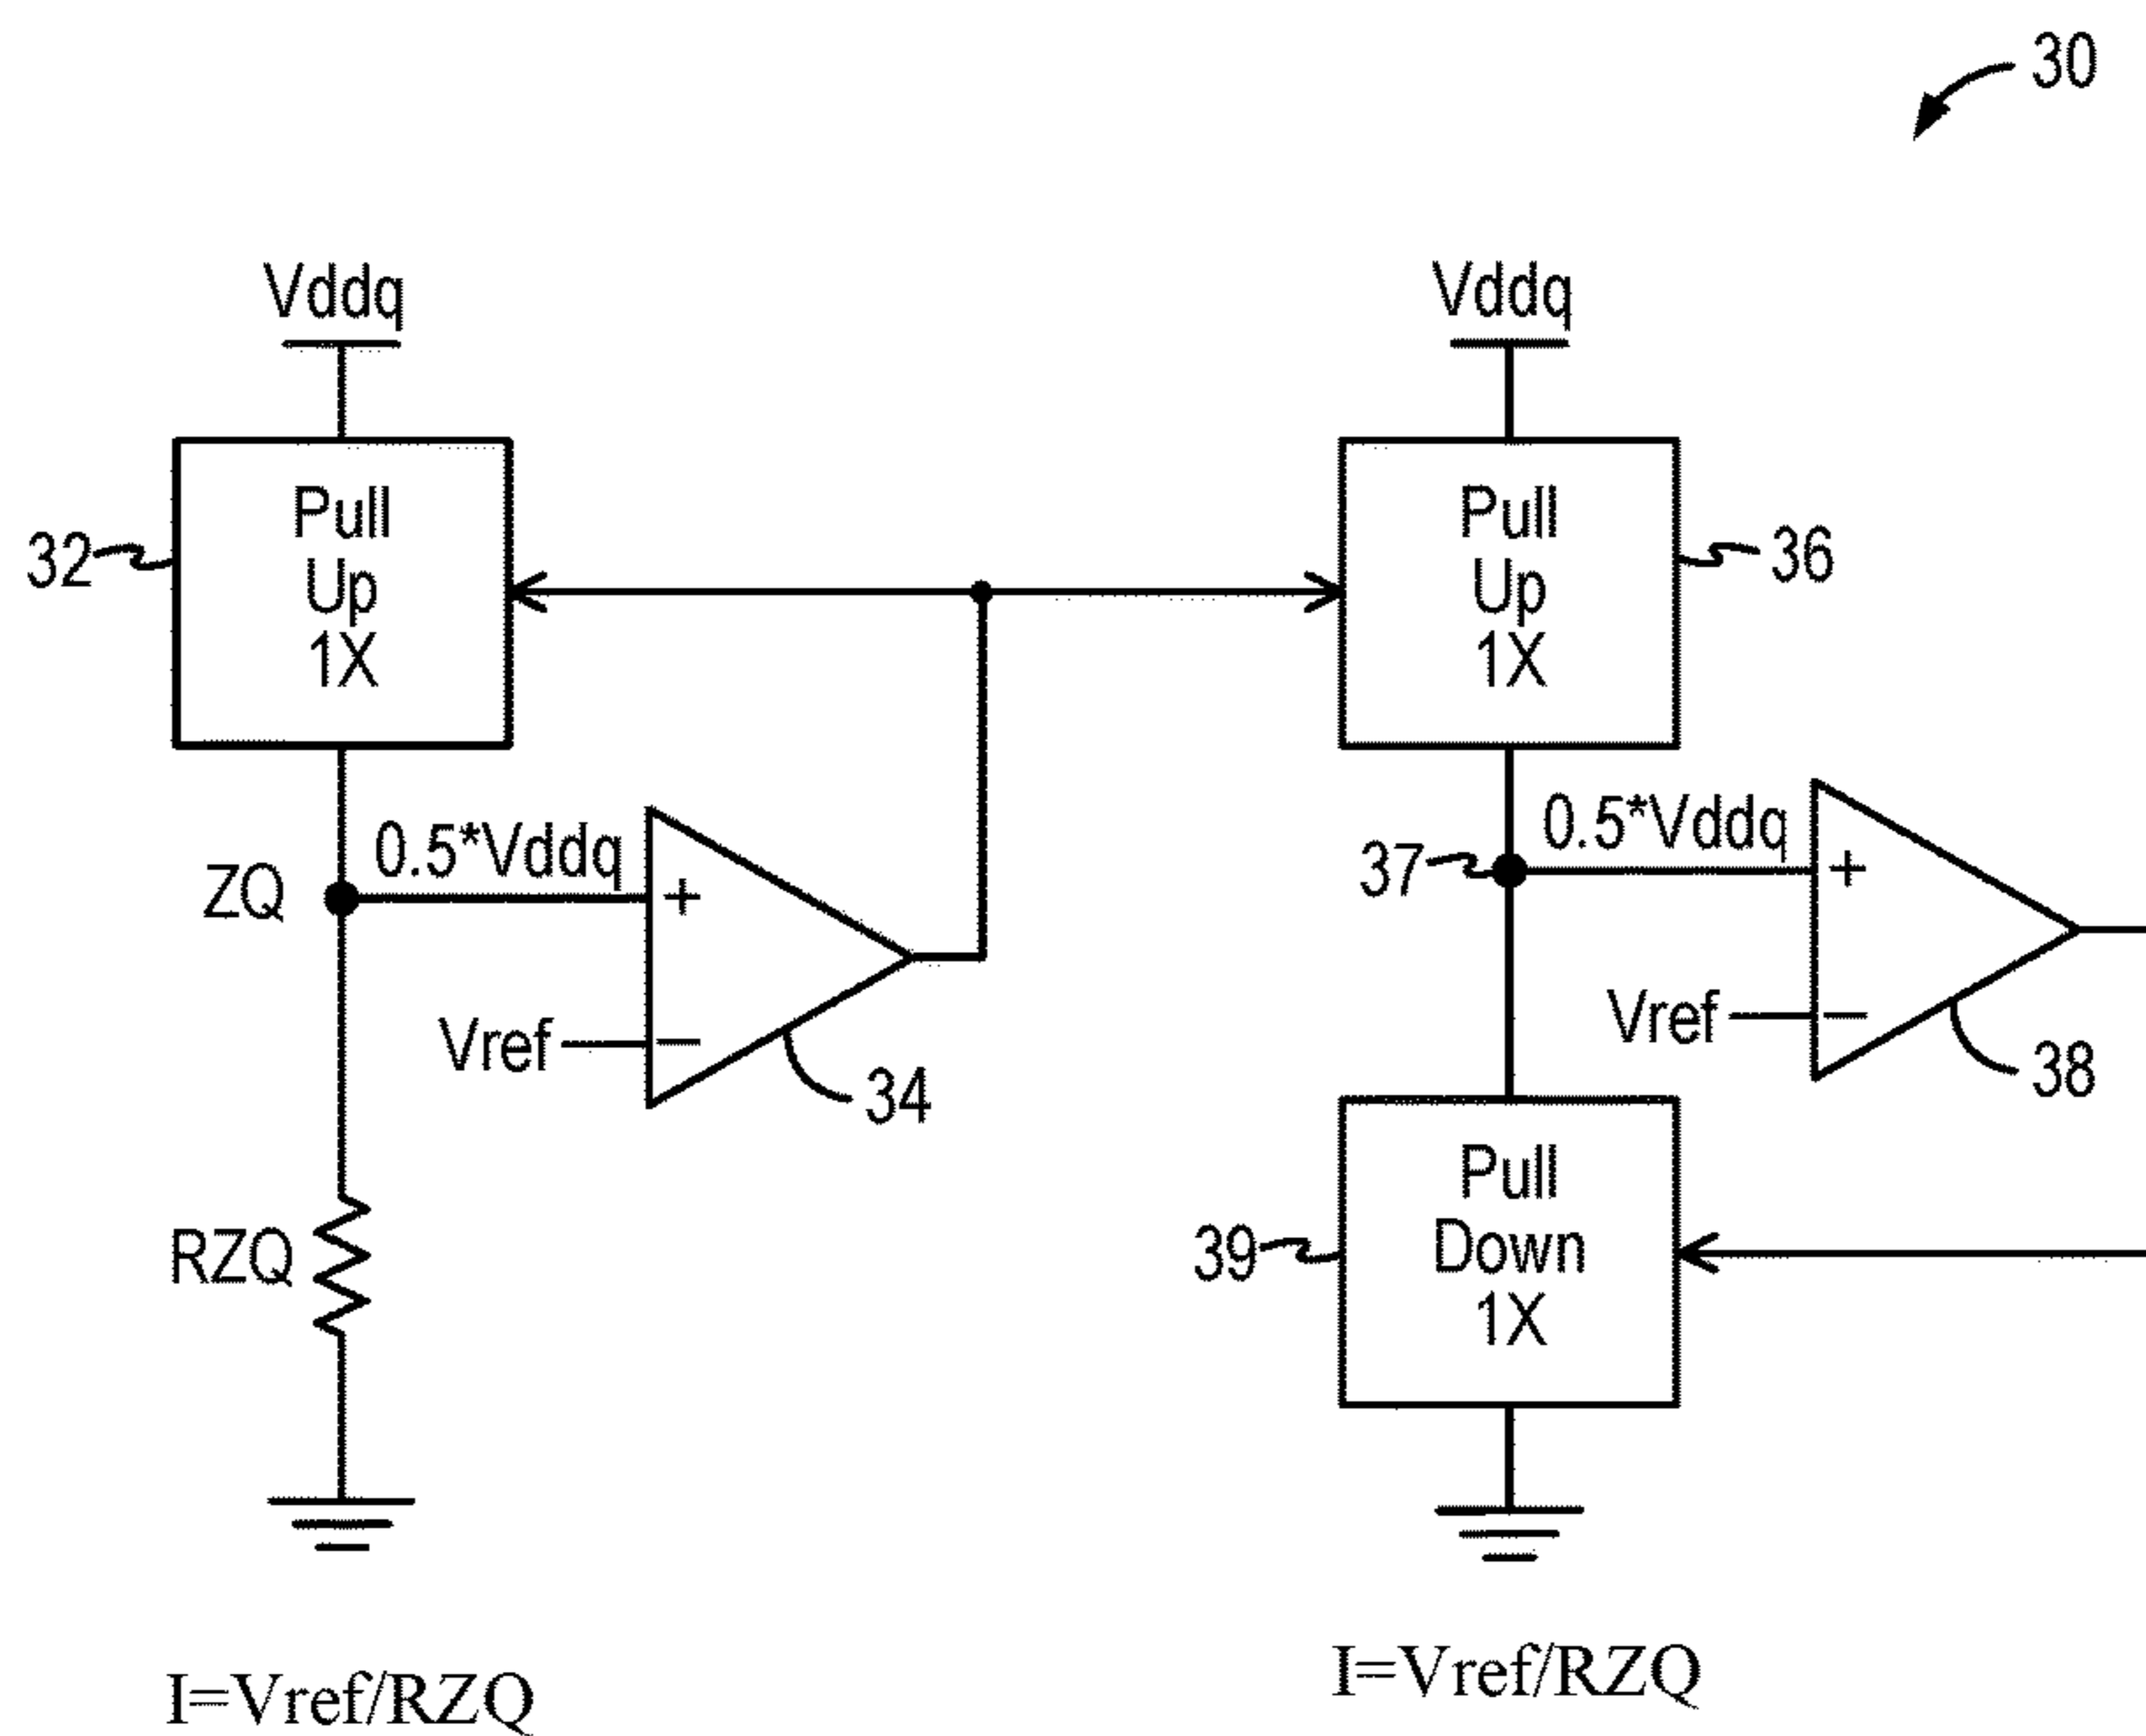 30
Vddq
Vddq
Pull
Up
1X
32
Pull
Up
1X
36
0.5*Vddq
ZQ
+
Vref
−
34
37
0.5*Vddq
+
Vref
−
38
RZQ
39
Pull
Down
1X
I=Vref/RZQ
I=Vref/RZQ